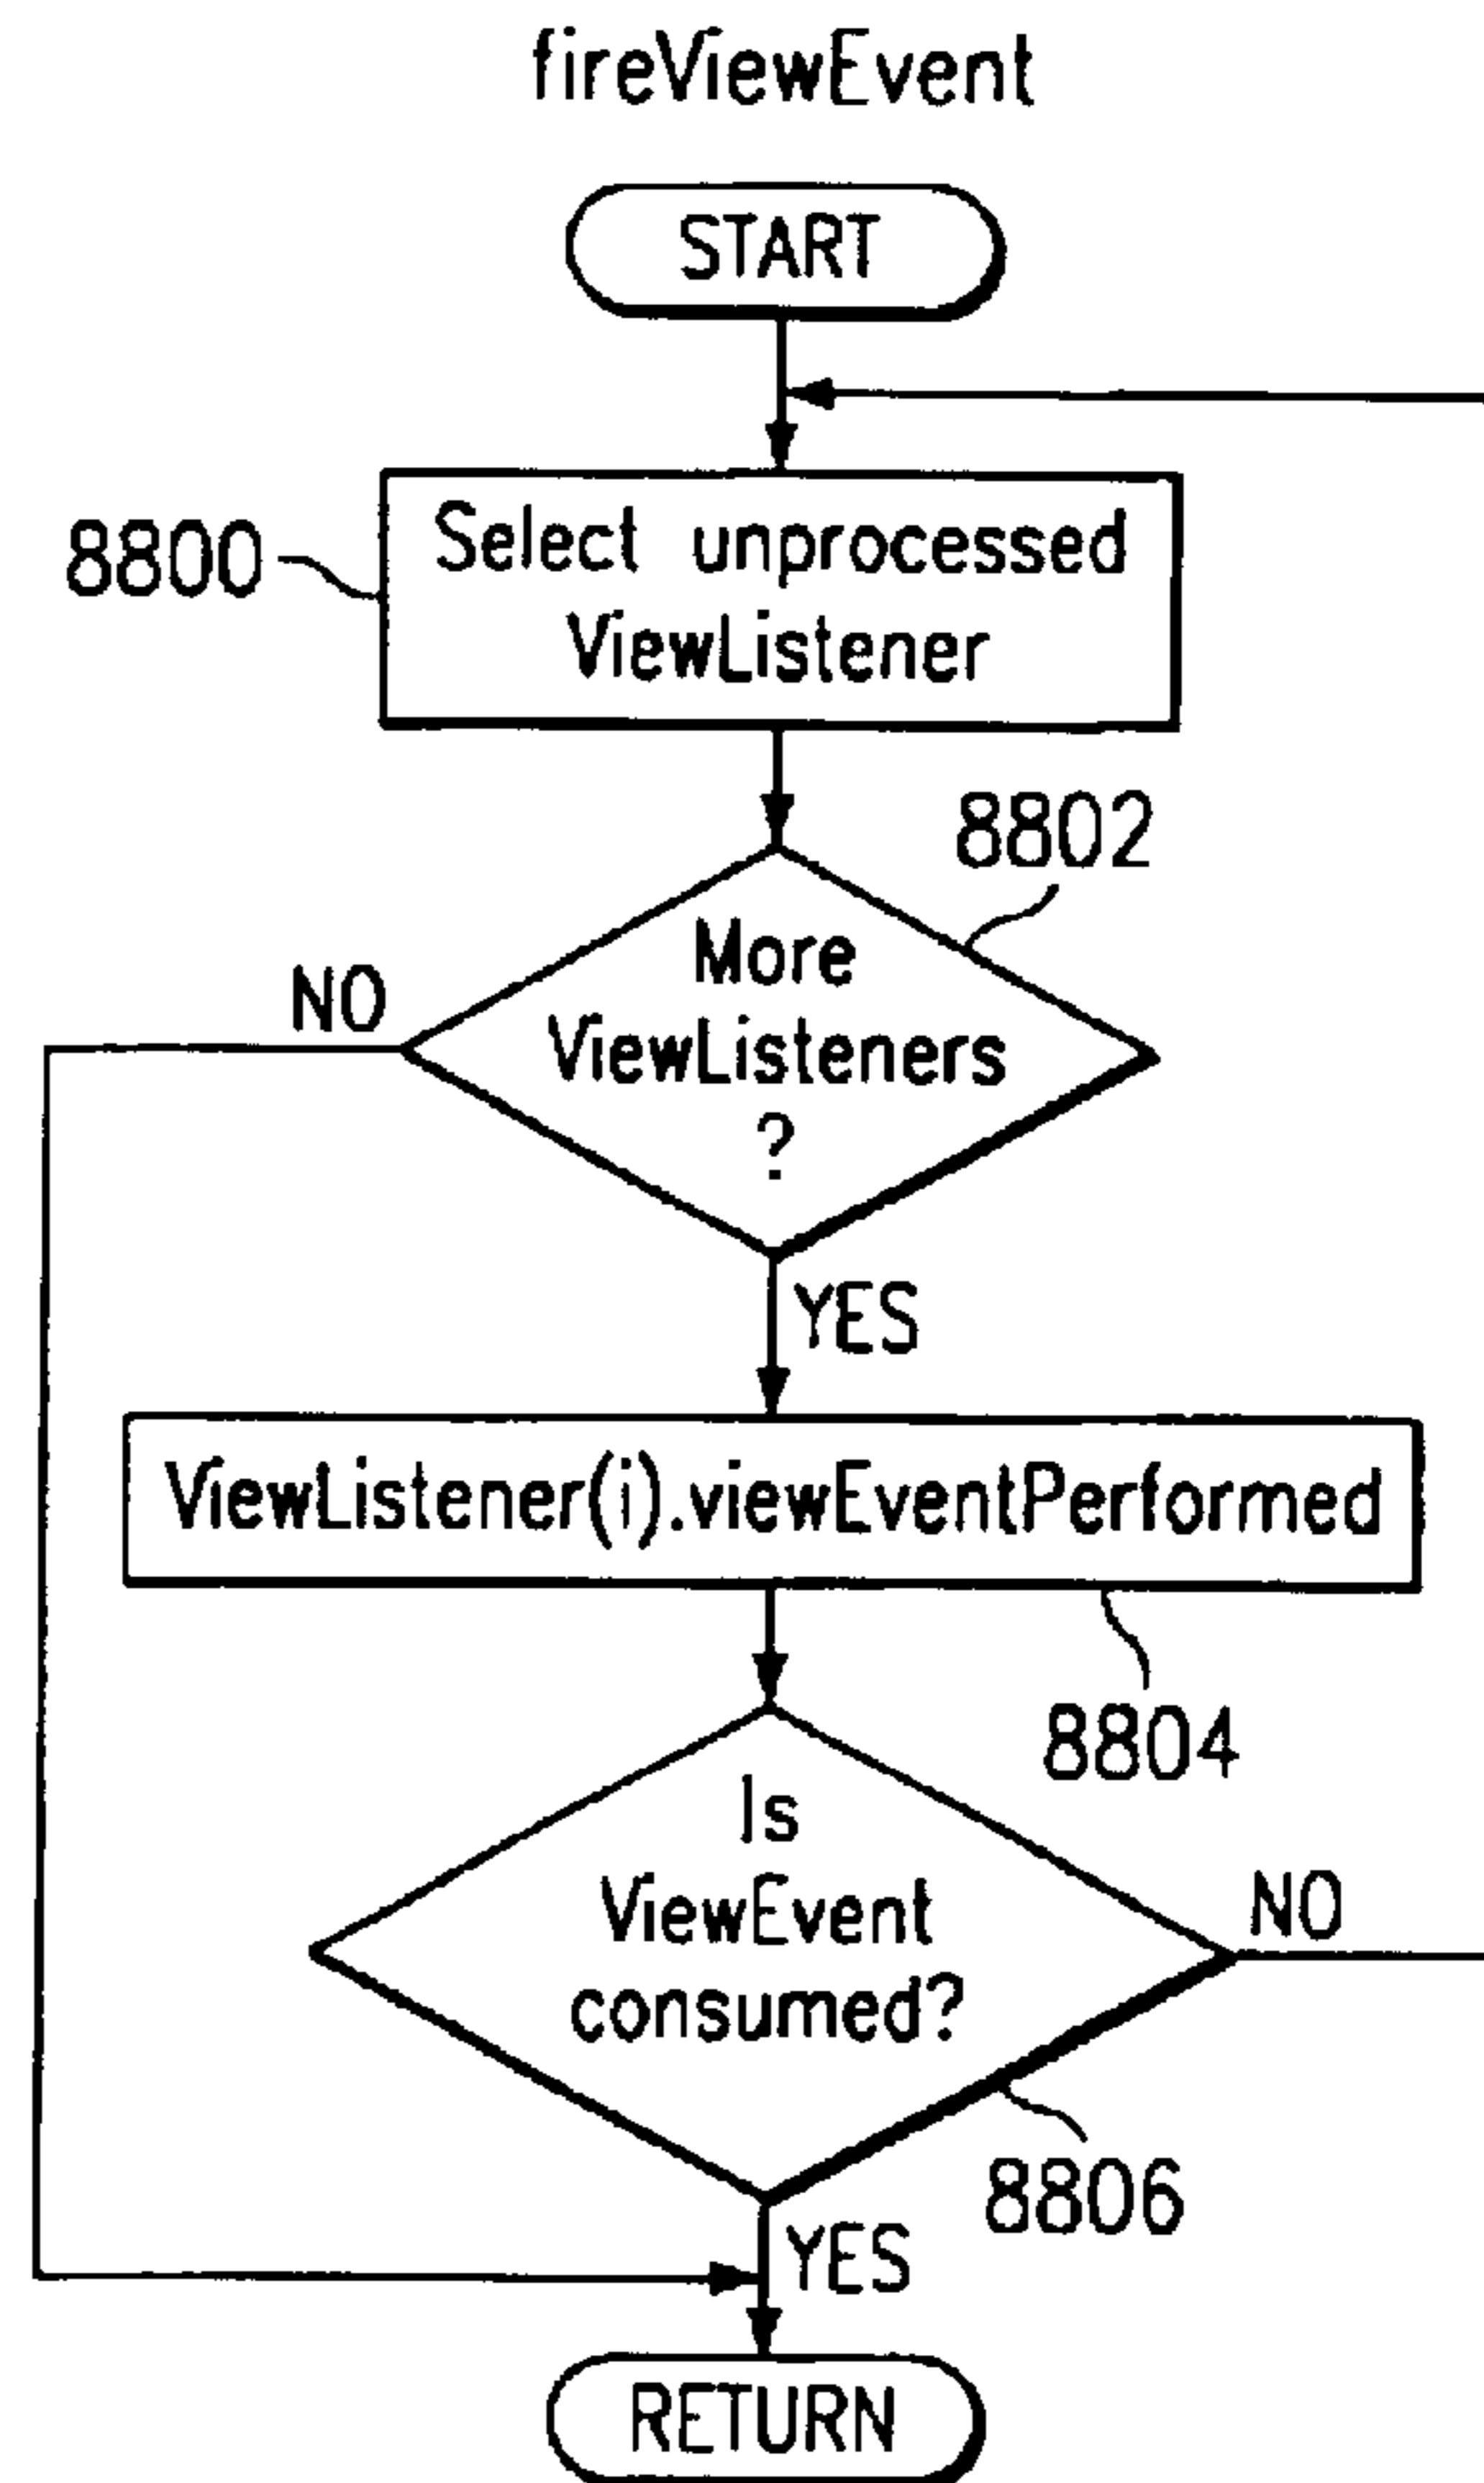 fireViewEvent
START
8800
Select unprocessed
ViewListener
8802
More
ViewListeners
?
NO
YES
ViewListener(i).viewEventPerformed
8804
Is
ViewEvent
consumed?
NO
8806
YES
RETURN